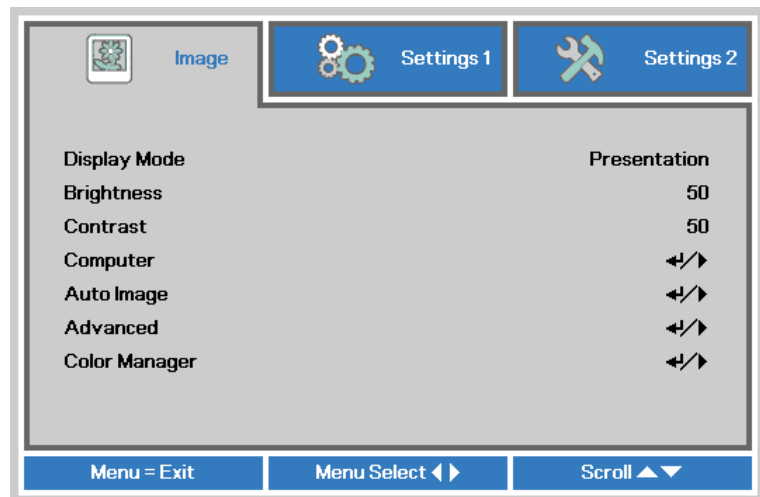 Image
Settings 1
Settings 2
Display Mode Presentation
Brightness 50
Contrast 50
Computer ↵/▶
Auto Image ↵/▶
Advanced ↵/▶
Color Manager ↵/▶
Menu = Exit
Menu Select ◀ ▶
Scroll ▲▼